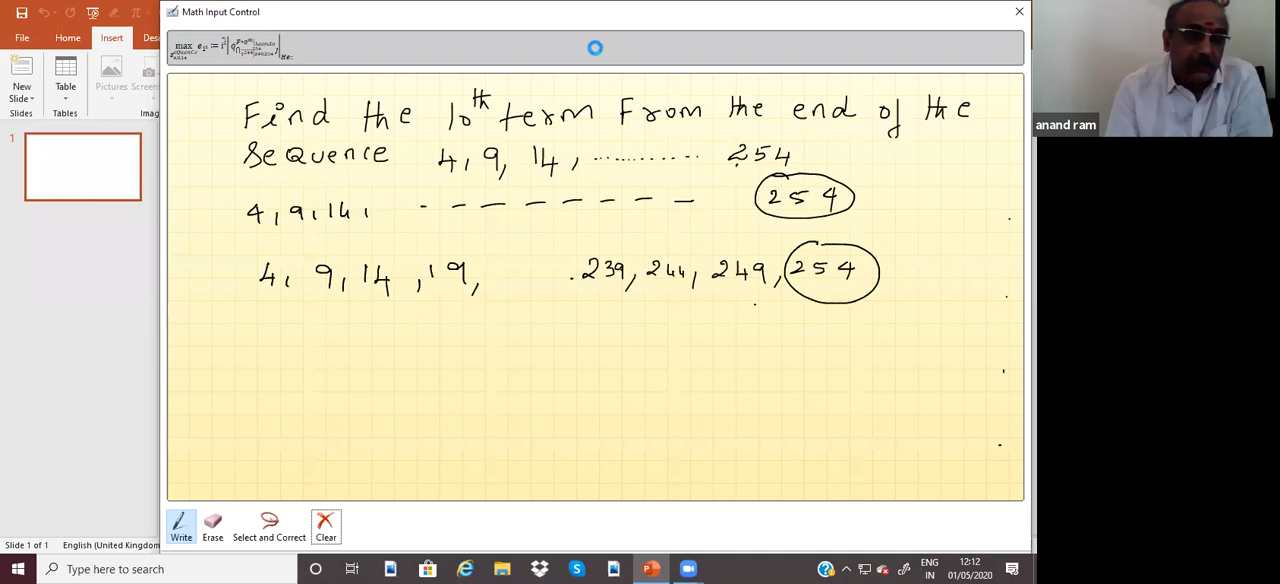 Math Input Control
File Home Insert
New Slide
Table
Pictures
Screens
Slides Tables Imag
1
Find the 10th term From the end of the
Sequence 4, 9, 14, ............ 254
4, 9, 14, - - - - - - - - 254
4, 9, 14, 19, .239, 244, 249, 254
anand ram
Write Erase Select and Correct Clear
Slide 1 of 1 English (United Kingdom
Type here to search
ENG
IN
12:12
01/05/2020